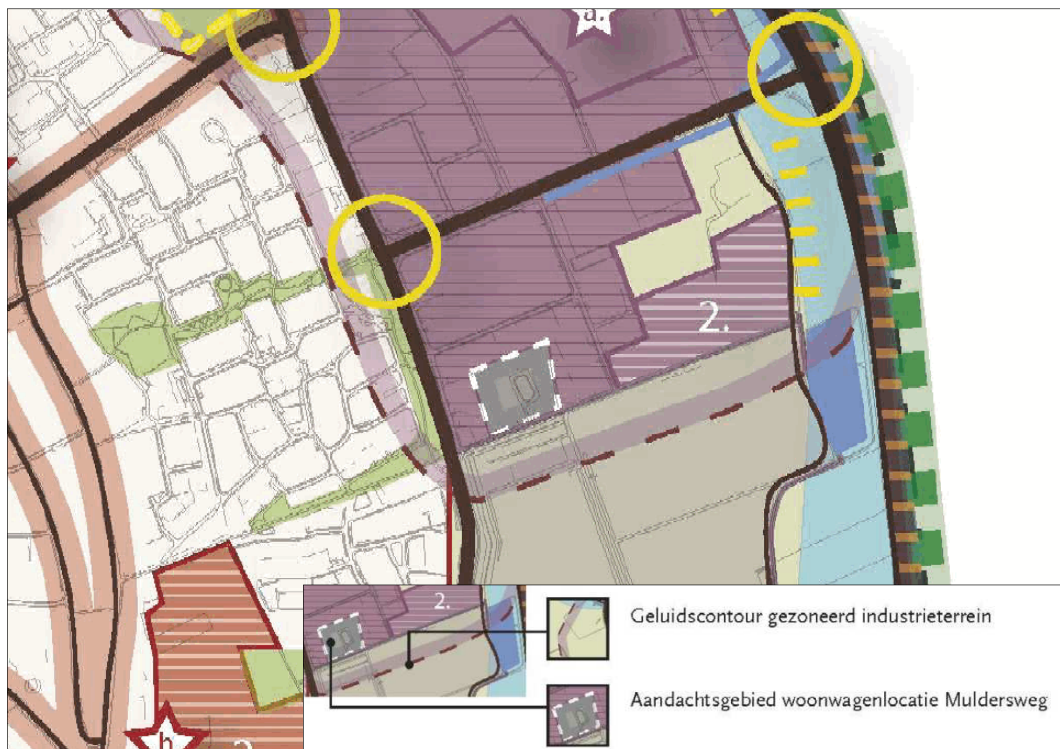 a.
2.
2.
Geluidscontour gezoneerd industrieterrein
Aandachtsgebied woonwagenlocatie Muldersweg
b